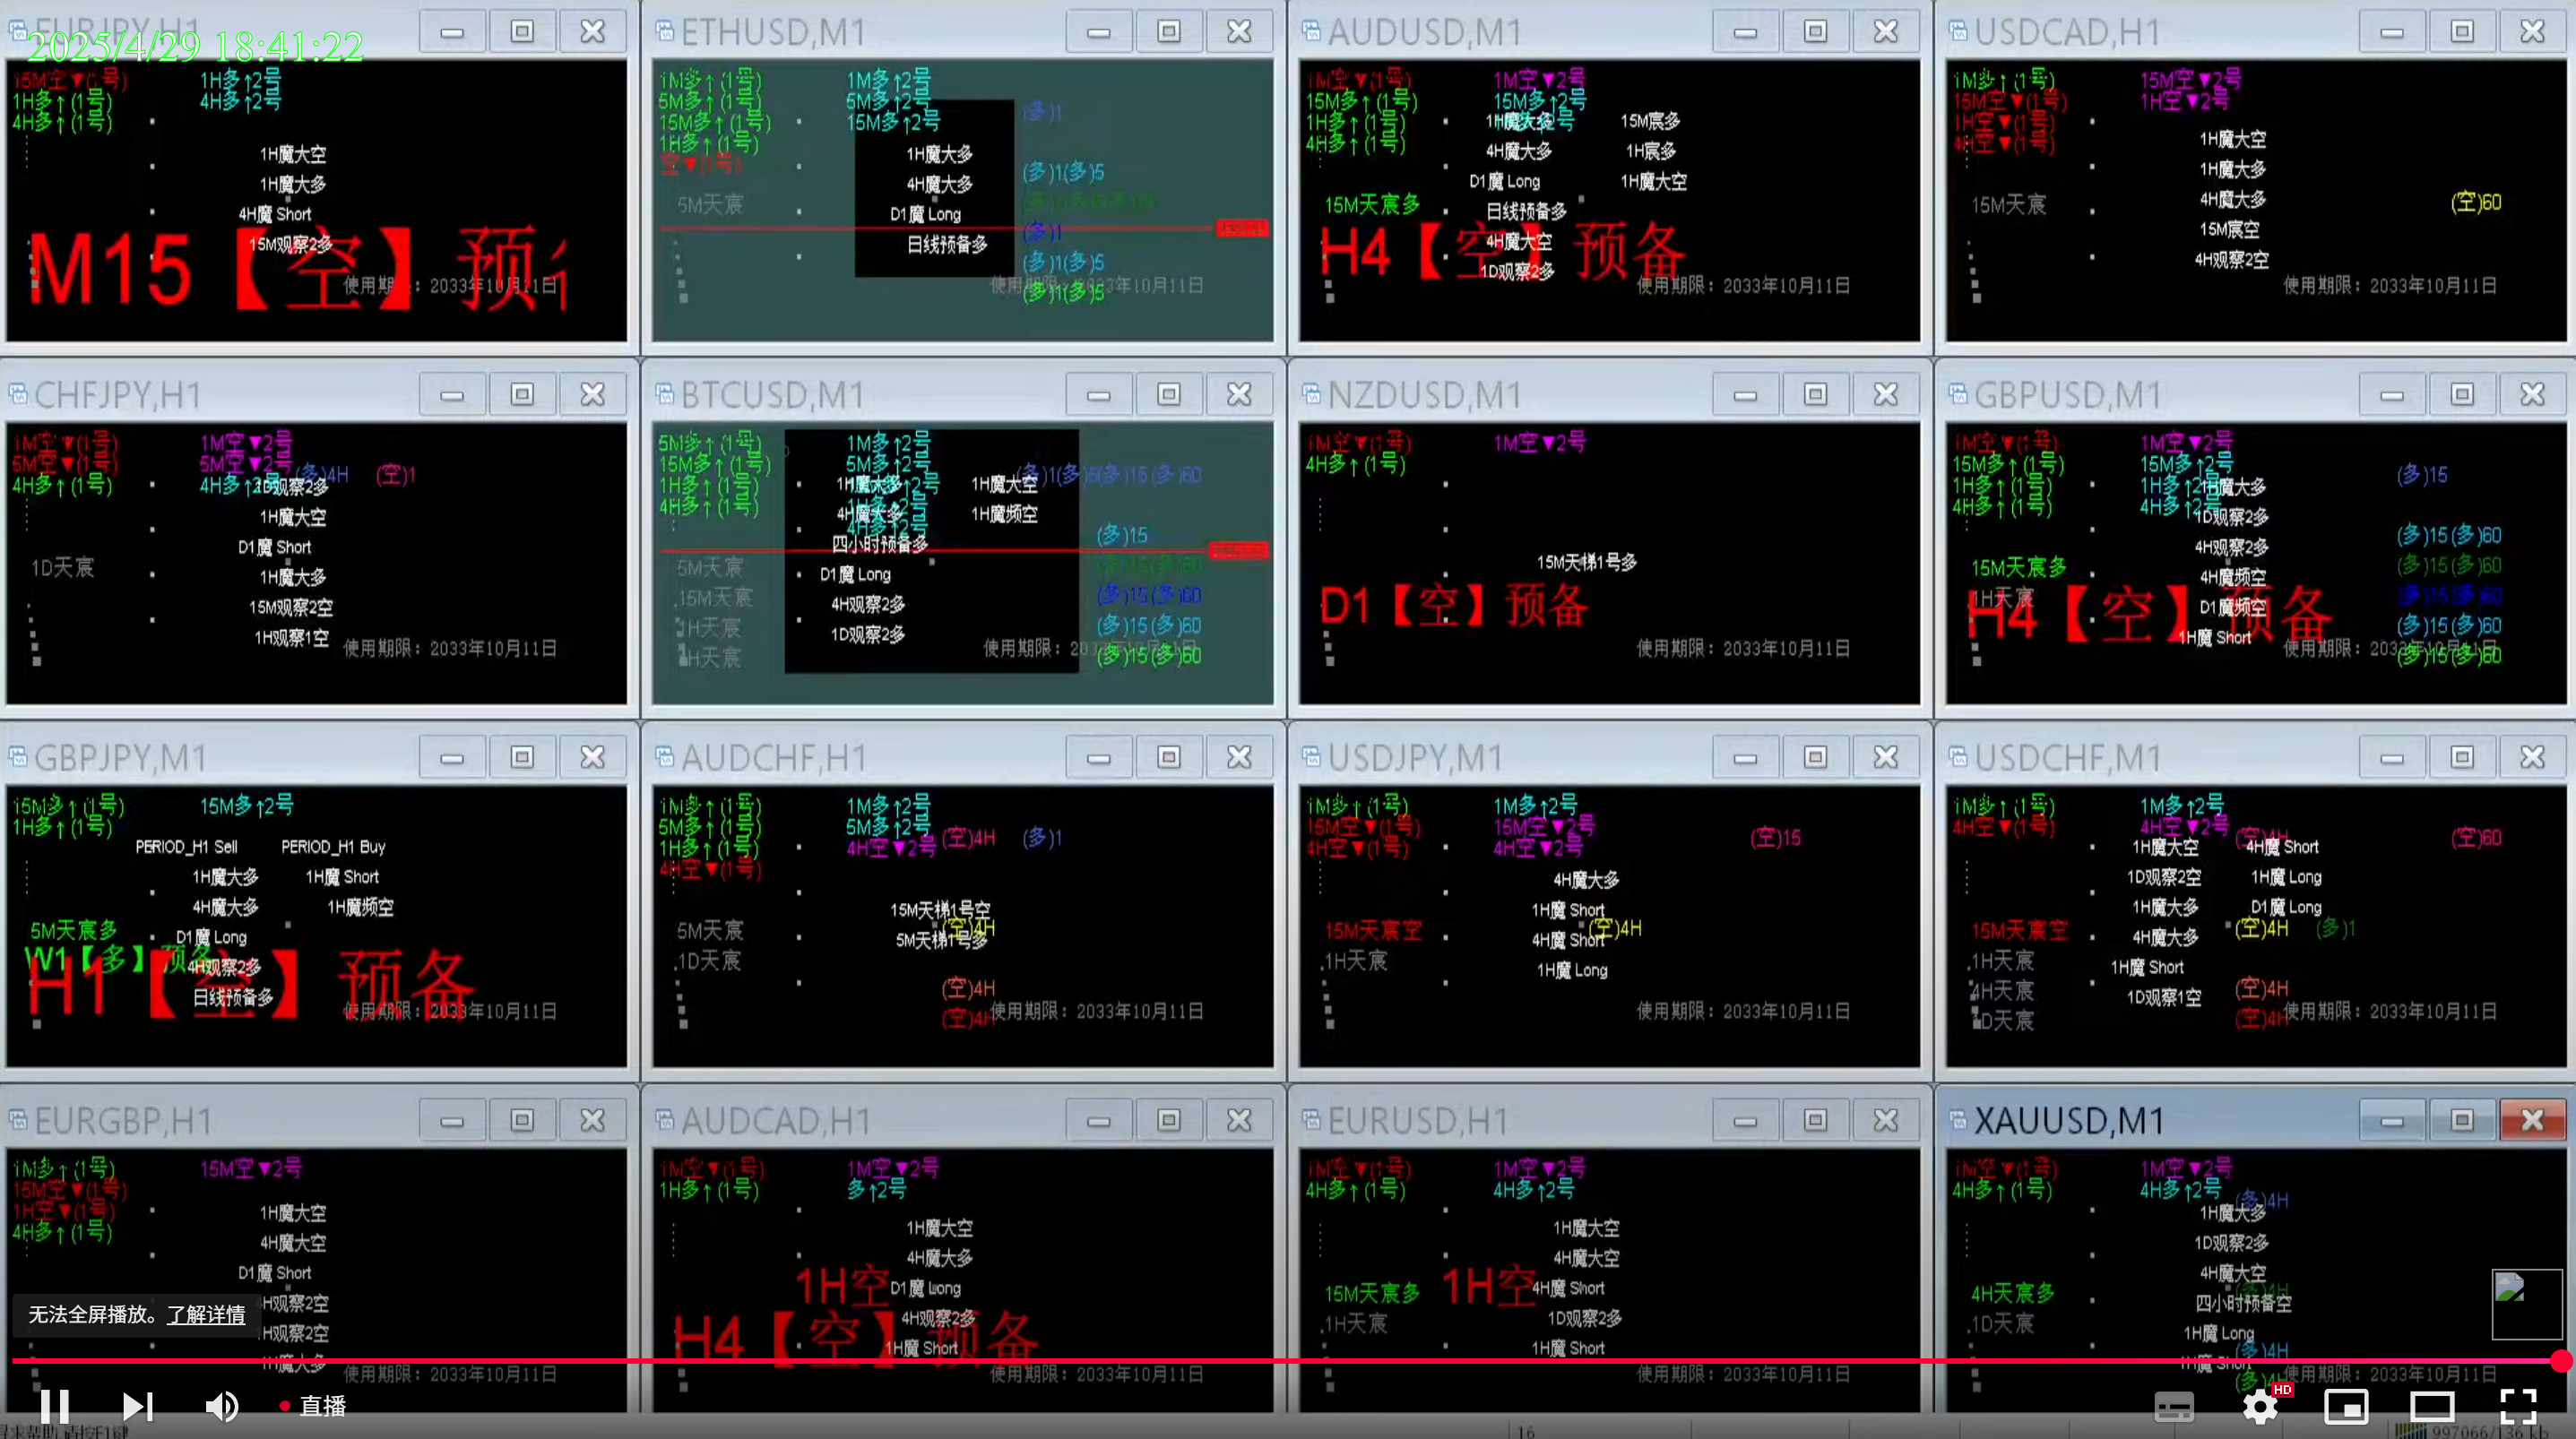 EURJPY,H1
2025/4/29 18:41:22
15M空▼(1号)
1H多↑(1号)
4H多↑(1号)
1H多↑2号
4H多↑2号
1H魔大空
1H魔大多
4H魔 Short
15M观察2多
M15【空】预
使用期 : 2033年10月11日
ETHUSD,M1
1M多↑(1号)
5M多↑(1号)
15M多↑(1号)
1H多↑(1号)
空▼(1号)
1M多↑2号
5M多↑2号
15M多↑2号
5M天宸
1H魔大多
4H魔大多
D1魔 Long
日线预备多
(多)1
(多)1(多)5
(多)1
(多)1(多)5
(多)1(多)5
AUDUSD,M1
1M空▼(1号)
15M多↑(1号)
1H多↑(1号)
4H多↑(1号)
1M空▼2号
15M多↑2号
1H魔大多
4H魔大多
D1魔 Long
日线预备多
4H魔大空
1D观察2多
15M宸多
1H宸多
1H魔大空
15M天宸多
H4【空】预备
使用期限: 2033年10月11日
USDCAD,H1
1M多↑(1号)
15M空▼(1号)
1H空▼(1号)
4H空▼(1号)
15M空▼2号
1H空▼2号
1H魔大空
1H魔大多
4H魔大多
15M宸空
4H观察2空
15M天宸
(空)60
使用期限: 2033年10月11日
CHFJPY,H1
1M空▼(1号)
5M空▼(1号)
4H多↑(1号)
1M空▼2号
5M空▼2号
4H多↑2号
(多)4H
(空)1
1D观察2多
1H魔大空
D1魔 Short
1H魔大多
15M观察2空
1H观察1空
1D天宸
使用期限: 2033年10月11日
BTCUSD,M1
5M多↑(1号)
15M多↑(1号)
1H多↑(1号)
4H多↑(1号)
1M多↑2号
5M多↑2号
15M多↑2号
1H多↑2号
4H多↑2号
1H魔大多
4H魔大多
四小时预备多
D1魔 Long
4H观察2多
1D观察2多
1H魔大空
1H魔频空
5M天宸
15M天宸
1H天宸
4H天宸
(多)1(多)5(多)15(多)60
(多)15
(多)15(多)60
(多)15(多)60
(多)15(多)60
NZDUSD,M1
1M空▼(1号)
4H多↑(1号)
1M空▼2号
15M天梯1号多
D1【空】预备
使用期限: 2033年10月11日
GBPUSD,M1
1M空▼(1号)
15M多↑(1号)
1H多↑(1号)
4H多↑(1号)
1M空▼2号
15M多↑2号
1H多↑2号
4H多↑2号
1H魔大多
1D观察2多
4H观察2多
4H魔频空
D1魔频空
1H魔 Short
15M天宸多
1H天宸
H4【空】预备
(多)15
(多)15(多)60
(多)15(多)60
(多)15(多)60
(多)15(多)60
(多)15(多)60
GBPJPY,M1
15M多↑(1号)
1H多↑(1号)
15M多↑2号
PERIOD_H1 Sell
PERIOD_H1 Buy
1H魔大多
4H魔大多
D1魔 Long
4H观察2多
日线预备多
1H魔 Short
1H魔频空
5M天宸多
W1【多】预备
H1【空】预备
使用期限: 2033年10月11日
AUDCHF,H1
1M多↑(1号)
5M多↑(1号)
1H多↑(1号)
4H空▼(1号)
1M多↑2号
5M多↑2号
4H空▼2号
(空)4H
(多)1
15M天梯1号空
(空)4H
5M天梯1号多
5M天宸
1D天宸
(空)4H
(空)4H
使用期限: 2033年10月11日
USDJPY,M1
1M多↑(1号)
15M空▼(1号)
4H空▼(1号)
1M多↑2号
15M空▼2号
4H空▼2号
(空)15
4H魔大多
1H魔 Short
4H魔 Short
1H魔 Long
(空)4H
15M天宸空
1H天宸
使用期限: 2033年10月11日
USDCHF,M1
1M多↑(1号)
4H空▼(1号)
1M多↑2号
4H空▼2号
(空)4H
(空)60
1H魔大空
1D观察2空
1H魔大多
4H魔大多
1H魔 Short
1D观察1空
4H魔 Short
1H魔 Long
D1魔 Long
(空)4H
(多)1
15M天宸空
1H天宸
4H天宸
1D天宸
(空)4H
(空)4H
使用期限: 2033年10月11日
EURGBP,H1
1M多↑(1号)
15M空▼(1号)
1H空▼(1号)
4H多↑(1号)
15M空▼2号
1H魔大空
4H魔大空
D1魔 Short
H观察2空
H观察2空
1H魔大多
使用期限: 2033年10月11日
AUDCAD,H1
1M空▼(1号)
1H多↑(1号)
1M空▼2号
多↑2号
1H魔大空
4H魔大多
D1魔 Long
4H观察2多
1H魔 Short
1H空
H4【空】预备
使用期限: 2033年10月11日
EURUSD,H1
1M空▼(1号)
4H多↑(1号)
1M空▼2号
4H多↑2号
1H魔大空
4H魔大空
4H魔 Short
1D观察2多
1H魔 Short
1H空
15M天宸多
1H天宸
使用期限: 2033年10月11日
XAUUSD,M1
1M空▼(1号)
4H多↑(1号)
1M空▼2号
4H多↑2号
(多)4H
1H魔大多
1D观察2多
4H魔大空
四小时预备空
1H魔 Long
1H魔 Short
4H天宸多
1D天宸
(多)4H
(多)4H
使用期限: 2033年10月11日
无法全屏播放。了解详情
直播
HD
16
997066/136 kb